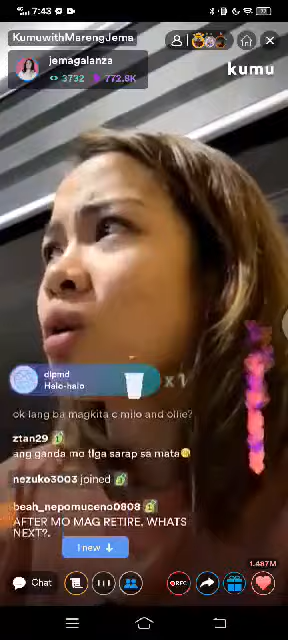 7:43
KumuwithMarengJema
jemagalanza
3732 772.8K
kumu
dlpmd
Halo-halo
x1
ok lang ba magkita c milo and ollie?
ztan29
ang ganda mo tlga sarap sa mata
nezuko3003 joined
beah_nepomuceno0808
AFTER MO MAG RETIRE, WHATS
NEXT?.
1 new
1.487M
Chat
REC